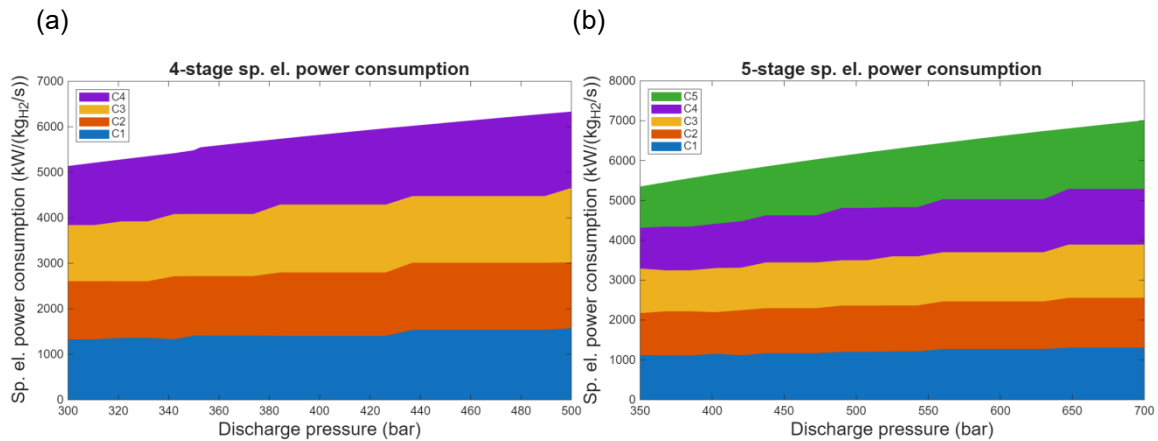 (a)
4-stage sp. el. power consumption
Sp. el. power consumption (kW/(kg_H2/s))
7000
6000
5000
4000
3000
2000
1000
0
C4
C3
C2
C1
300 320 340 360 380 400 420 440 460 480 500
Discharge pressure (bar)
(b)
5-stage sp. el. power consumption
Sp. el. power consumption (kW/(kg_H2/s))
8000
7000
6000
5000
4000
3000
2000
1000
0
C5
C4
C3
C2
C1
350 400 450 500 550 600 650 700
Discharge pressure (bar)